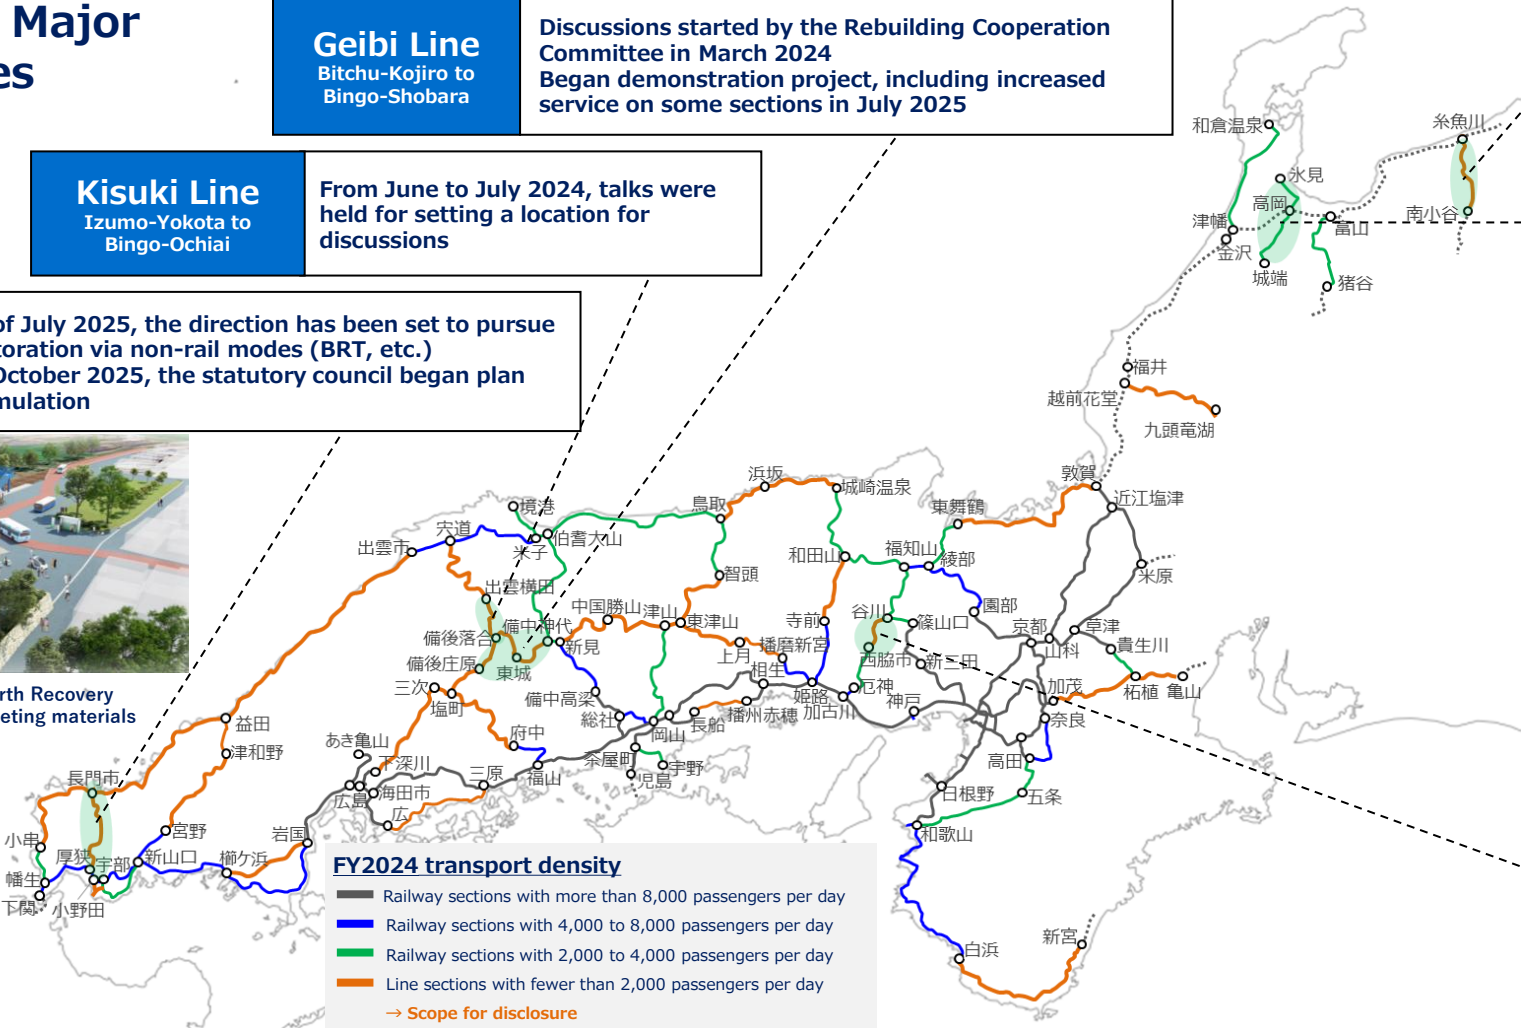 Major
es
Geibi Line
Bitchu-Kojiro to
Bingo-Shobara
Discussions started by the Rebuilding Cooperation
Committee in March 2024
Began demonstration project, including increased
service on some sections in July 2025
Kisuki Line
Izumo-Yokota to
Bingo-Ochiai
From June to July 2024, talks were
held for setting a location for
discussions
of July 2025, the direction has been set to pursue
toration via non-rail modes (BRT, etc.)
October 2025, the statutory council began plan
mulation
rth Recovery
eting materials
和倉温泉
糸魚川
氷見
高岡
津幡
富山
南小谷
金沢
城端
猪谷
福井
越前花堂
九頭竜湖
浜坂
城崎温泉
敦賀
近江塩津
鳥取
東舞鶴
境港
宍道
出雲市
米子
伯耆大山
和田山
福知山
綾部
米原
智頭
出雲横田
中国勝山
津山
東津山
寺前
谷川
篠山口
園部
京都
草津
備後落合
備中神代
新見
播磨新宮
山科
貴生川
備後庄原
東城
上月
相生
西脇市
新三田
三次
塩町
備中高梁
姫路
厄神
加古川
神戸
加茂
柘植
亀山
総社
岡山
長船
播州赤穂
奈良
益田
府中
津和野
あき亀山
下深川
茶屋町
宇野
高田
長門市
三原
福山
児島
広島
海田市
日根野
五条
広
小串
宮野
岩国
和歌山
厚狭
宇部
新山口
櫛ケ浜
幡生
下関
小野田
新宮
白浜
FY2024 transport density
Railway sections with more than 8,000 passengers per day
Railway sections with 4,000 to 8,000 passengers per day
Railway sections with 2,000 to 4,000 passengers per day
Line sections with fewer than 2,000 passengers per day
→ Scope for disclosure